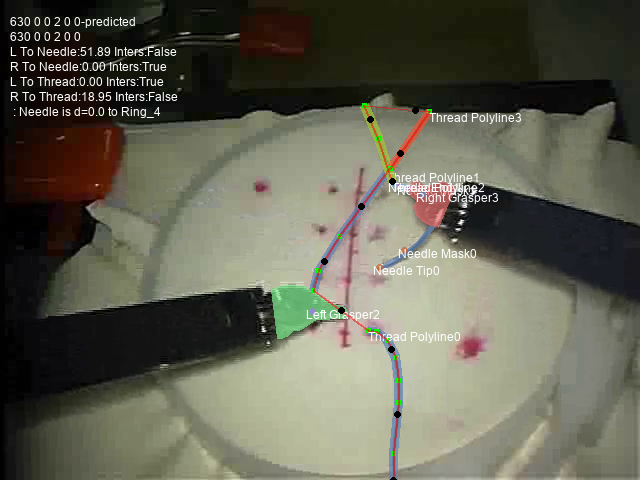 630 0 0 2 0 0-predicted
630 0 0 2 0 0
L To Needle:51.89 Inters:False
R To Needle:0.00 Inters:True
L To Thread:0.00 Inters:True
R To Thread:18.95 Inters:False
: Needle is d=0.0 to Ring_4
Thread Polyline3
Thread Polyline1
Right Grasper3
Needle Mask0
Needle Tip0
Left Grasper2
Thread Polyline0